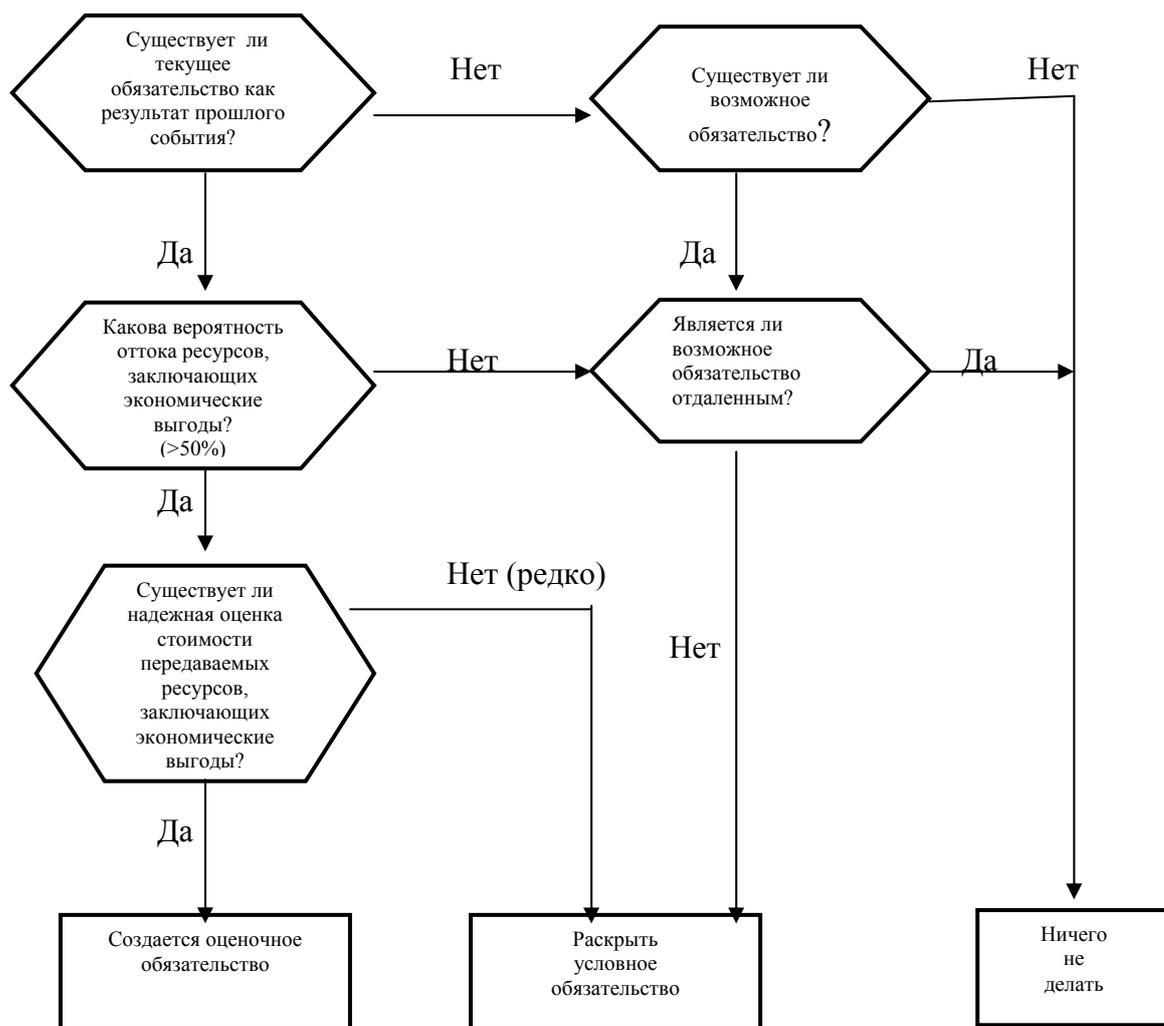 Существует ли
текущее
обязательство как
результат прошлого
события?
Нет
Существует ли
возможное
обязательство?
Нет
Да
Да
Какова вероятность
оттока ресурсов,
заключающих
экономические
выгоды?
(>50%)
Нет
Является ли
возможное
обязательство
отдаленным?
Да
Да
Существует ли
надежная оценка
стоимости
передаваемых
ресурсов,
заключающих
экономические
выгоды?
Нет (редко)
Нет
Да
Создается оценочное
обязательство
Раскрыть
условное
обязательство
Ничего
не
делать